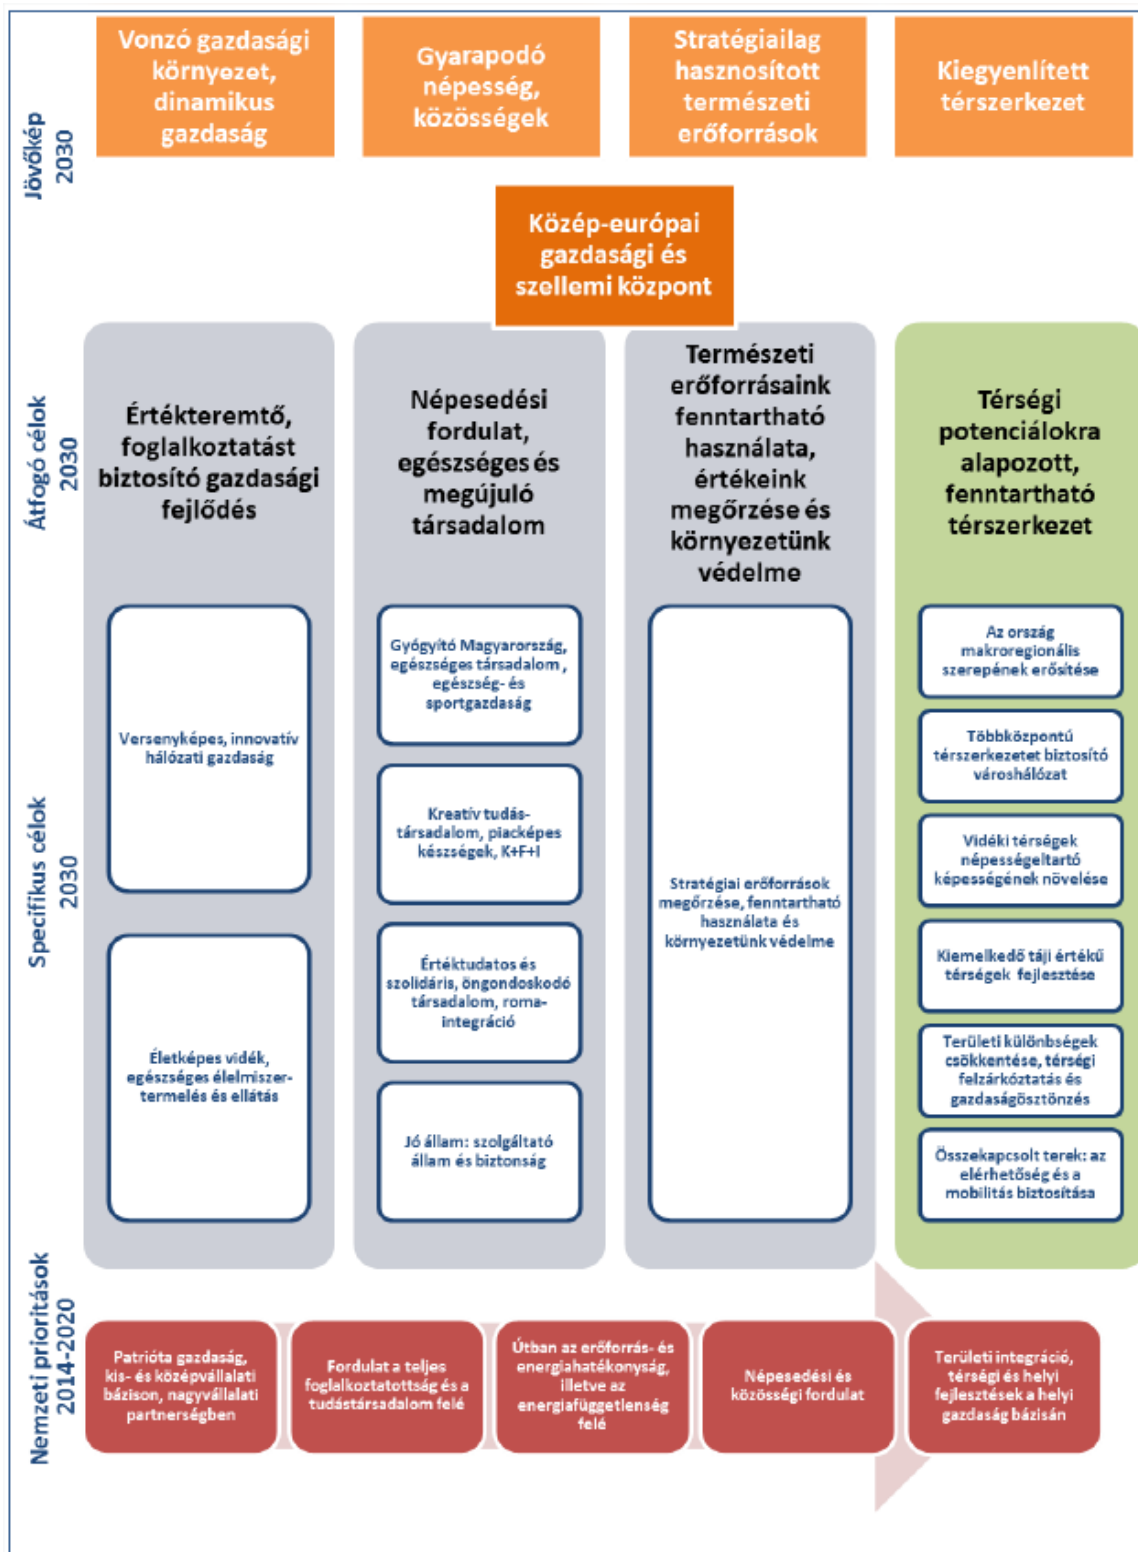 Jövőkép
2030
Vonzó gazdasági
környezet,
dinamikus
gazdaság
Gyarapodó
népesség,
közösségek
Stratégiailag
hasznosított
természeti
erőforrások
Kiegyenlített
térszerkezet
Közép-európai
gazdasági és
szellemi központ
Átfogó célok
2030
Értékteremtő,
foglalkoztatást
biztosító gazdasági
fejlődés
Népesedési
fordulat,
egészséges és
megújuló
társadalom
Természeti
erőforrásaink
fenntartható
használata,
értékeink
megőrzése és
környezetünk
védelme
Térségi
potenciálokra
alapozott,
fenntartható
térszerkezet
Specifikus célok
2030
Versenyképes, innovatív
hálózati gazdaság
Életképes vidék,
egészséges élelmiszer-
termelés és ellátás
Gyógyító Magyarország,
egészséges társadalom ,
egészség- és
sportgazdaság
Kreatív tudás-
társadalom, piacképes
készségek, K+F+I
Értéktudatos és
szolidáris, öngondoskodó
társadalom, roma-
integráció
Jó állam: szolgáltató
állam és biztonság
Stratégiai erőforrások
megőrzése, fenntartható
használata és
környezetünk védelme
Az ország
makroregionális
szerepének erősítése
Többközpontú
térszerkezetet biztosító
városhálózat
Vidéki térségek
népességeltartó
képességének növelése
Kiemelkedő táji értékű
térségek fejlesztése
Területi különbségek
csökkentése, térségi
felzárkóztatás és
gazdaságösztönzés
Összekapcsolt terek: az
elérhetőség és a
mobilitás biztosítása
Nemzeti prioritások
2014-2020
Patrióta gazdaság,
kis- és középvállalati
bázison, nagyvállalati
partnerségben
Fordulat a teljes
foglalkoztatottság és a
tudástársadalom felé
Útban az erőforrás- és
energiahatékonyság,
illetve az
energiafüggetlenség
felé
Népesedési és
közösségi fordulat
Területi integráció,
térségi és helyi
fejlesztések a helyi
gazdaság bázisán